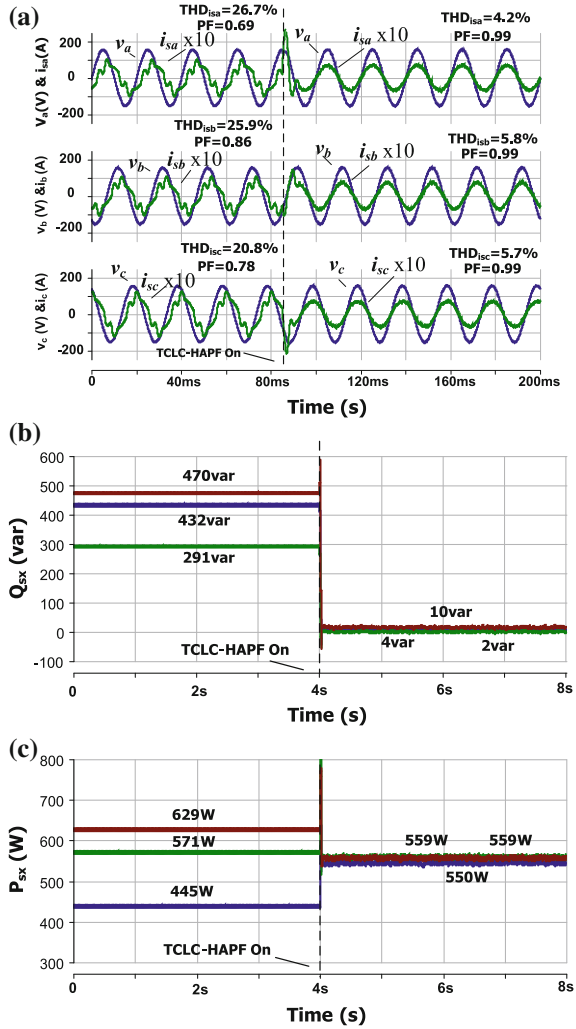 (a)
THDisa=26.7%
PF=0.69
THDisa=4.2%
PF=0.99
va
isa x10
va
isa x10
Va(V) & isa(A)
200
0
-200
THDisb=25.9%
PF=0.86
THDisb=5.8%
PF=0.99
vb
isb x10
vb
isb x10
vb (V) &ib(A)
200
0
-200
THDisc=20.8%
PF=0.78
THDisc=5.7%
PF=0.99
vc
isc x10
vc
isc x10
vc (V) &ic(A)
200
0
-200
TCLC-HAPF On
0 40ms 80ms 120ms 160ms 200ms
Time (s)
(b)
Qsx (var)
600
500
400
300
200
100
0
-100
470var
432var
291var
10var
4var
2var
TCLC-HAPF On
0 2s 4s 6s 8s
Time (s)
(c)
Psx (W)
800
700
600
500
400
300
629W
571W
445W
559W 559W
550W
TCLC-HAPF On
0 2s 4s 6s 8s
Time (s)